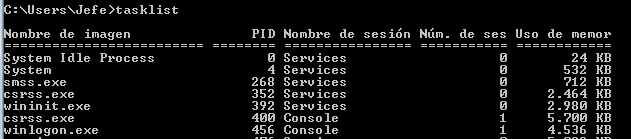 C:\Users\Jefe>tasklist
Nombre de imagen PID Nombre de sesión Núm. de ses Uso de memor
========================= ======== ================ =========== ============
System Idle Process 0 Services 0 24 KB
System 4 Services 0 532 KB
smss.exe 268 Services 0 712 KB
csrss.exe 352 Services 0 2.464 KB
wininit.exe 392 Services 0 2.980 KB
csrss.exe 400 Console 1 5.700 KB
winlogon.exe 456 Console 1 4.536 KB